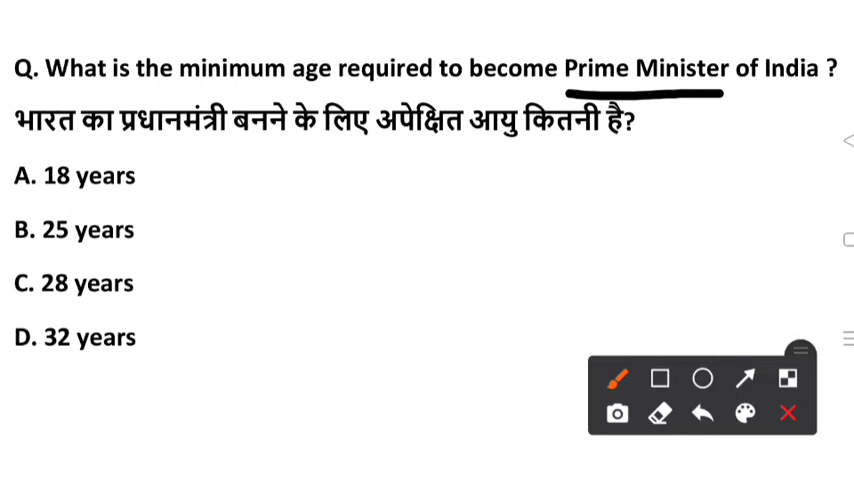 Q. What is the minimum age required to become Prime Minister of India ?
भारत का प्रधानमंत्री बनने के लिए अपेक्षित आयु कितनी है?
A. 18 years
B. 25 years
C. 28 years
D. 32 years